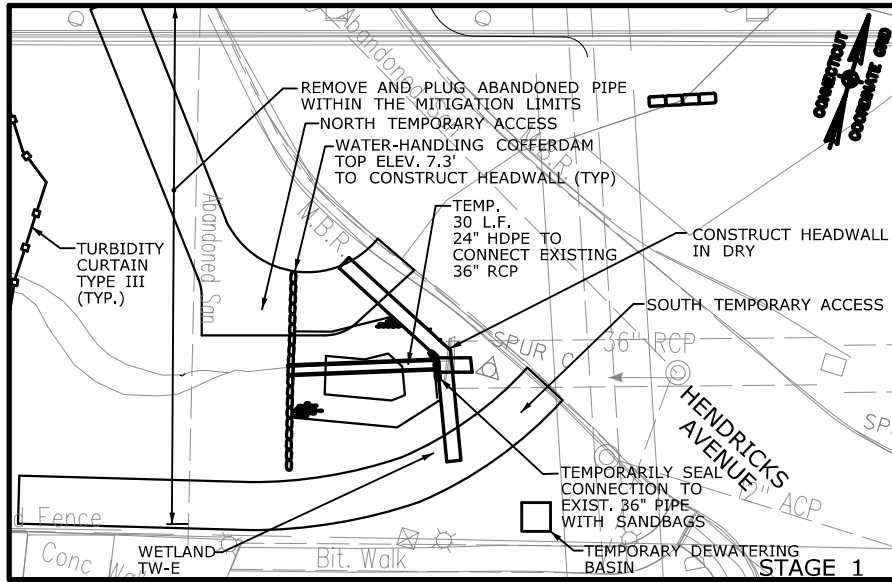 CONNECTICUT
COORDINATE GRID
Abandoned San
REMOVE AND PLUG ABANDONED PIPE
WITHIN THE MITIGATION LIMITS
NORTH TEMPORARY ACCESS
WATER-HANDLING COFFERDAM
TOP ELEV. 7.3'
TO CONSTRUCT HEADWALL (TYP)
M.B.R.
Abandoned San
M.B.R.
TEMP.
30 L.F.
24" HDPE TO
CONNECT EXISTING
36" RCP
CONSTRUCT HEADWALL
IN DRY
TURBIDITY
CURTAIN
TYPE III
(TYP.)
SOUTH TEMPORARY ACCESS
SPUR
36" RCP
HENDRICKS
AVENUE
TEMPORARILY SEAL
CONNECTION TO
EXIST. 36" PIPE
WITH SANDBAGS
12" ACP
Fence
WETLAND
TW-E
Conc
Bit. Walk
TEMPORARY DEWATERING
BASIN
STAGE 1